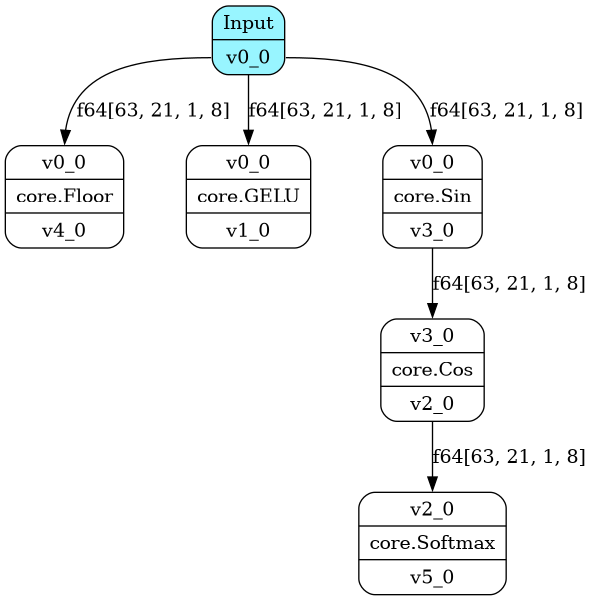 Input
v0_0
f64[63, 21, 1, 8]
f64[63, 21, 1, 8]
f64[63, 21, 1, 8]
v0_0
core.Floor
v4_0
v0_0
core.GELU
v1_0
v0_0
core.Sin
v3_0
f64[63, 21, 1, 8]
v3_0
core.Cos
v2_0
f64[63, 21, 1, 8]
v2_0
core.Softmax
v5_0